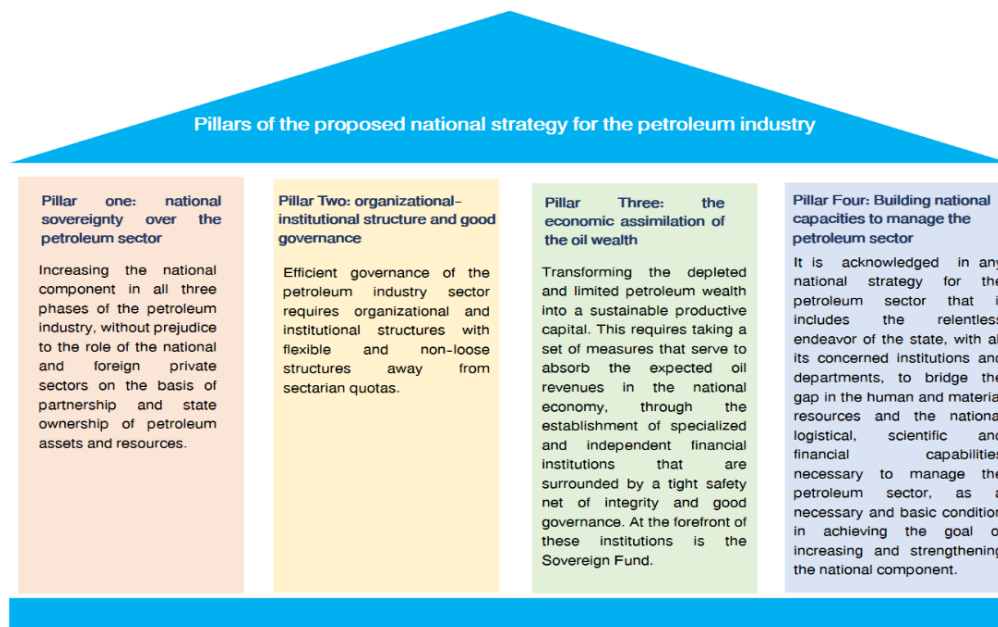 Pillars of the proposed national strategy for the petroleum industry
Pillar one: national
sovereignty over the
petroleum sector
Increasing the national
component in all three
phases of the petroleum
industry, without prejudice
to the role of the national
and foreign private
sectors on the basis of
partnership and state
ownership of petroleum
assets and resources.
Pillar Two: organizational-
institutional structure and good
governance
Efficient governance of the
petroleum industry sector
requires organizational and
institutional structures with
flexible and non-loose
structures away from
sectarian quotas.
Pillar Three: the
economic assimilation of
the oil wealth
Transforming the depleted
and limited petroleum wealth
into a sustainable productive
capital. This requires taking a
set of measures that serve to
absorb the expected oil
revenues in the national
economy, through the
establishment of specialized
and independent financial
institutions that are
surrounded by a tight safety
net of integrity and good
governance. At the forefront of
these institutions is the
Sovereign Fund.
Pillar Four: Building national
capacities to manage the
petroleum sector
It is acknowledged in any
national strategy for the
petroleum sector that i
includes the relentless
endeavor of the state, with al
its concerned institutions and
departments, to bridge the
gap in the human and materia
resources and the nationa
logistical, scientific and
financial capabilities
necessary to manage the
petroleum sector, as a
necessary and basic condition
in achieving the goal o
increasing and strengthening
the national component.